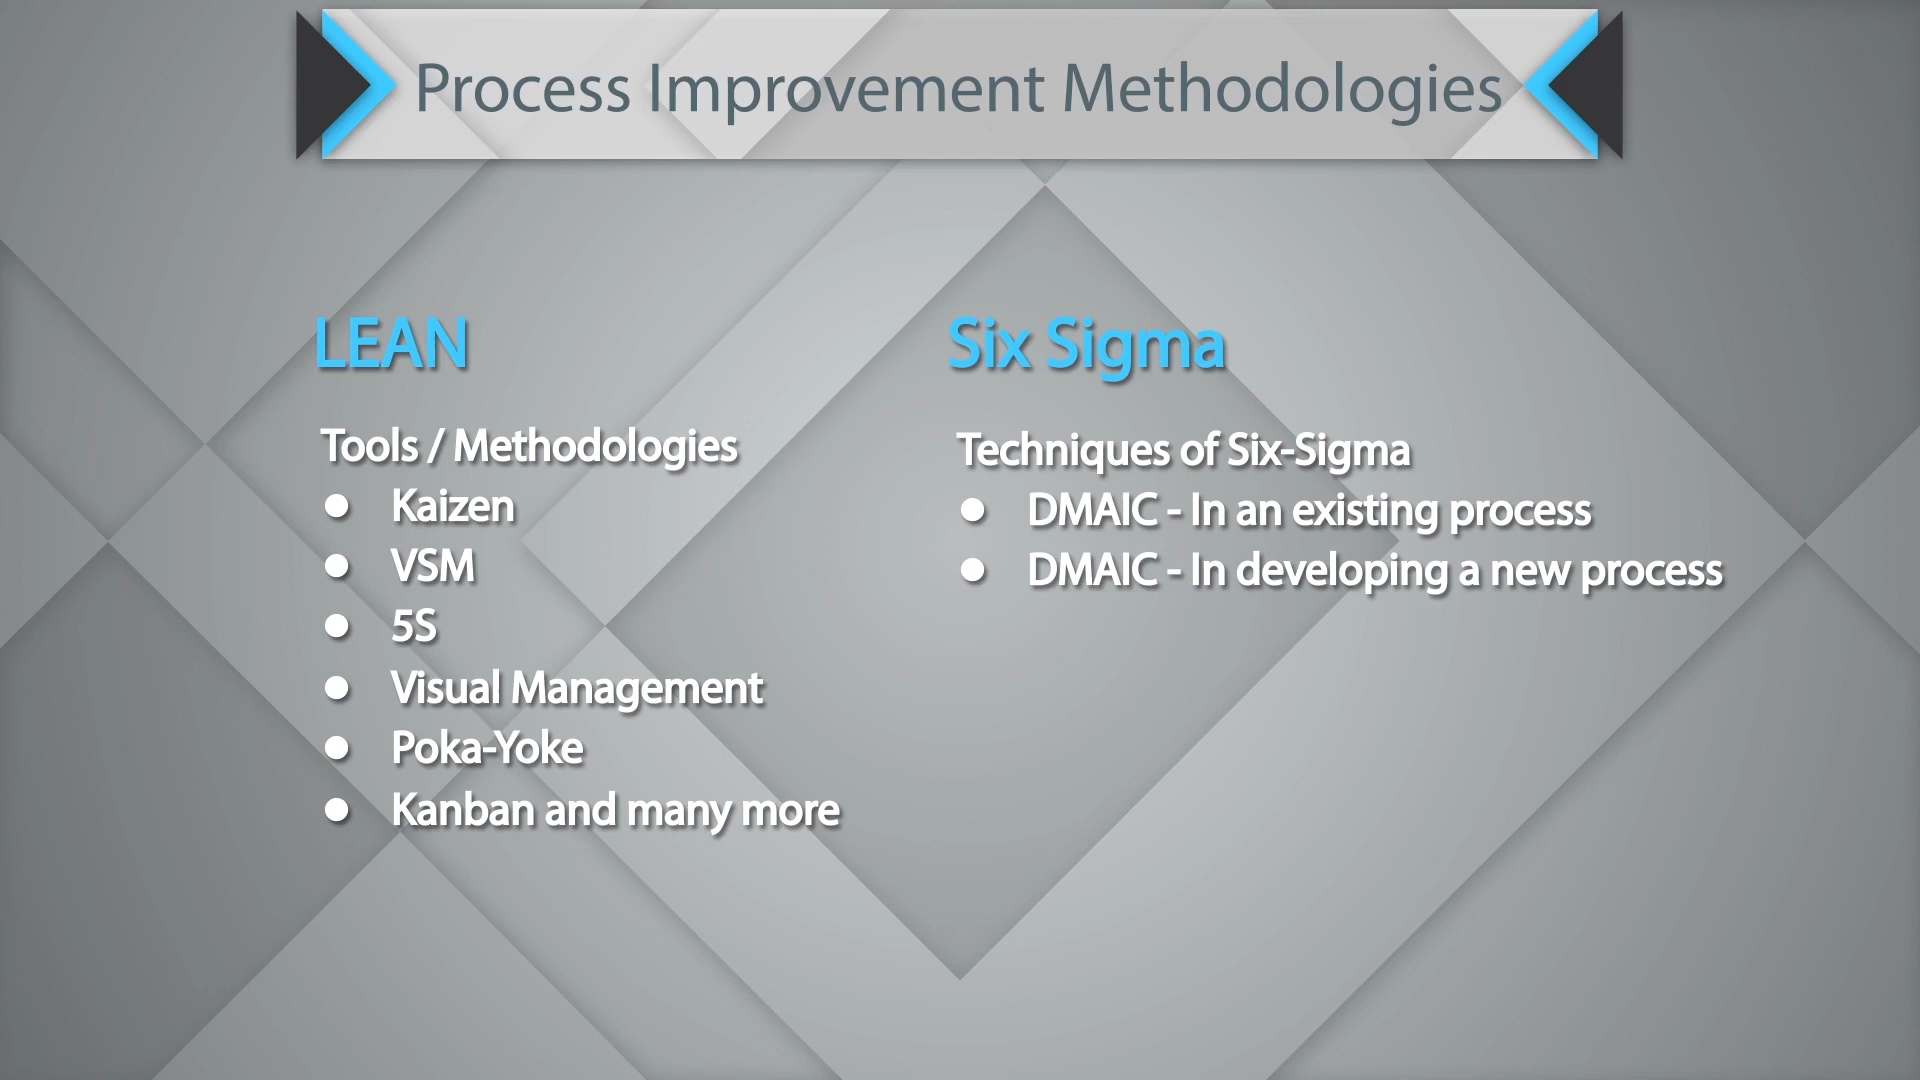 Process Improvement Methodologies
LEAN
Tools / Methodologies
● Kaizen
● VSM
● 5S
● Visual Management
● Poka-Yoke
● Kanban and many more
Six Sigma
Techniques of Six-Sigma
● DMAIC - In an existing process
● DMAIC - In developing a new process